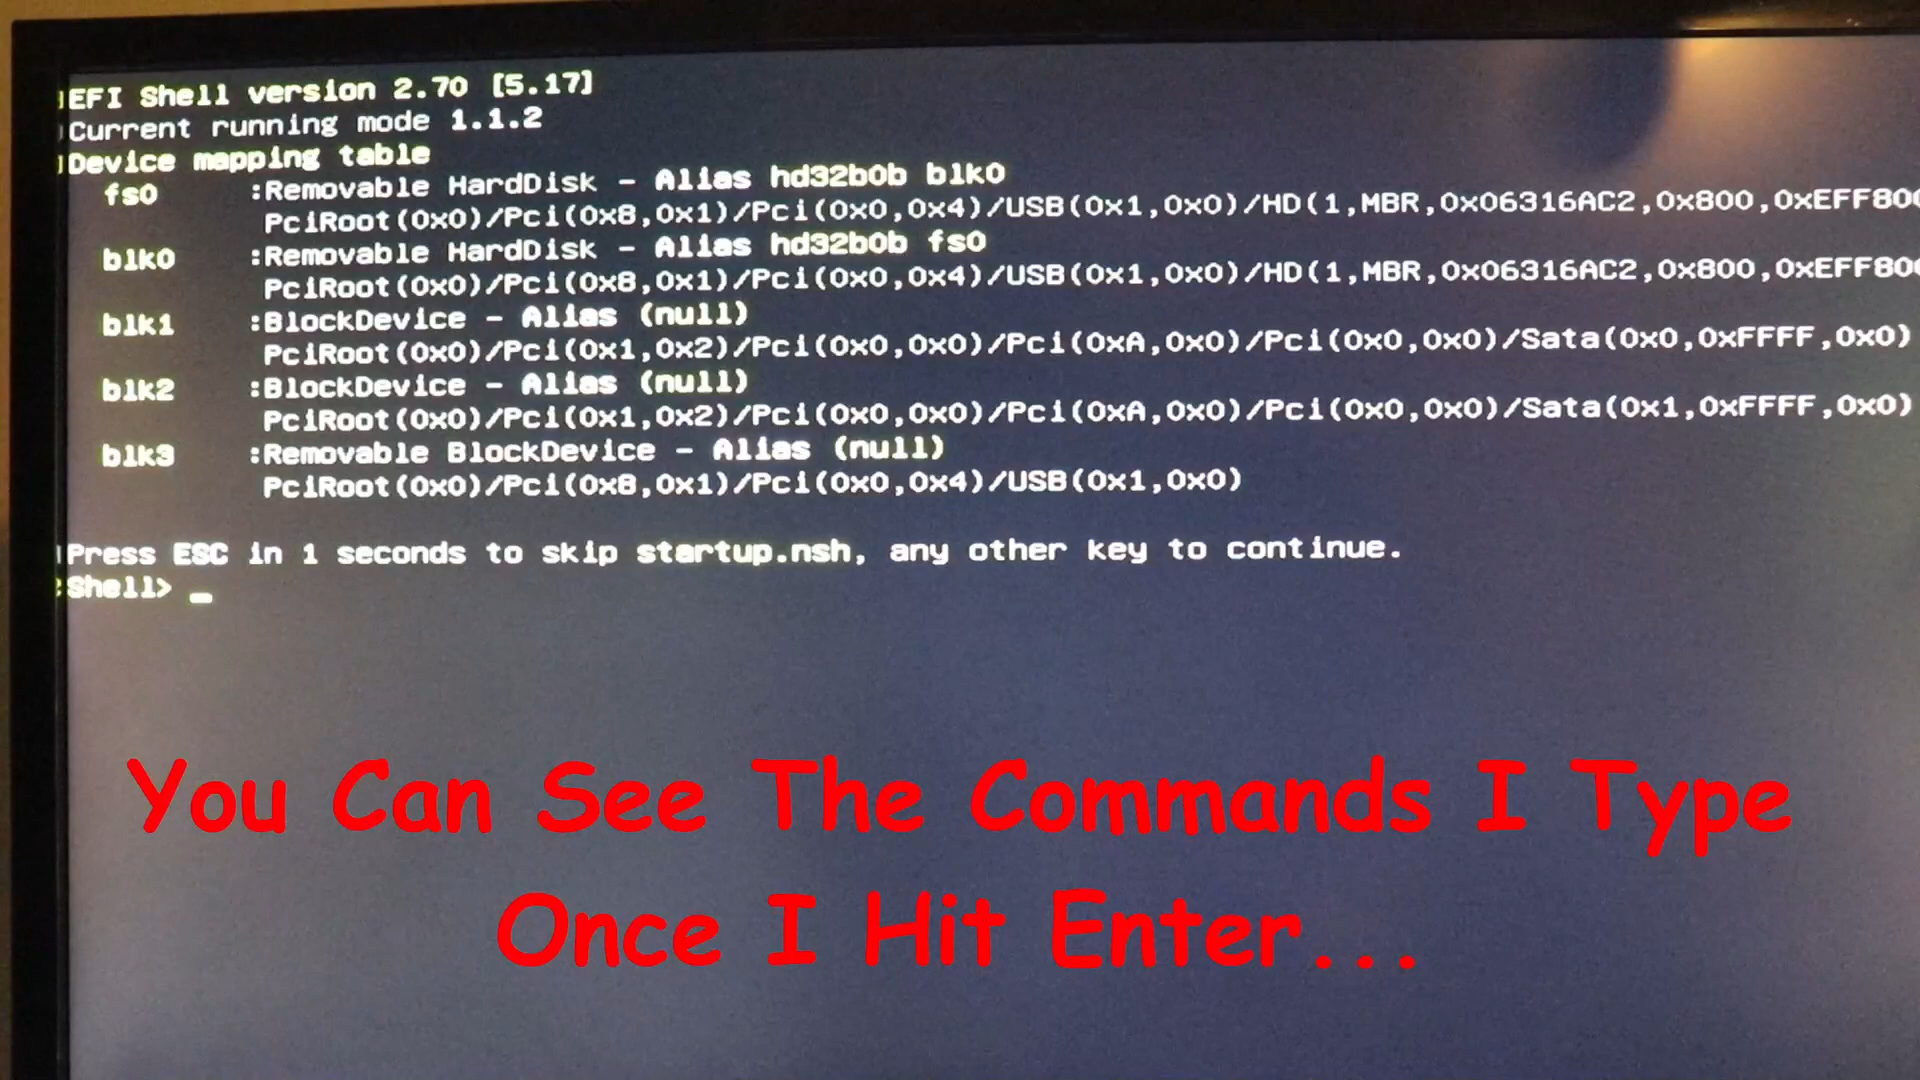 EFI Shell version 2.70 [5.17]
Current running mode 1.1.2
Device mapping table
fs0 :Removable HardDisk - Alias hd32b0b blk0
PciRoot(0x0)/Pci(0x8,0x1)/Pci(0x0,0x4)/USB(0x1,0x0)/HD(1,MBR,0x06316AC2,0x800,0xEFF800
blk0 :Removable HardDisk - Alias hd32b0b fs0
PciRoot(0x0)/Pci(0x8,0x1)/Pci(0x0,0x4)/USB(0x1,0x0)/HD(1,MBR,0x06316AC2,0x800,0xEFF800
blk1 :BlockDevice - Alias (null)
PciRoot(0x0)/Pci(0x1,0x2)/Pci(0x0,0x0)/Pci(0xA,0x0)/Pci(0x0,0x0)/Sata(0x0,0xFFFF,0x0)
blk2 :BlockDevice - Alias (null)
PciRoot(0x0)/Pci(0x1,0x2)/Pci(0x0,0x0)/Pci(0xA,0x0)/Pci(0x0,0x0)/Sata(0x1,0xFFFF,0x0)
blk3 :Removable BlockDevice - Alias (null)
PciRoot(0x0)/Pci(0x8,0x1)/Pci(0x0,0x4)/USB(0x1,0x0)
Press ESC in 1 seconds to skip startup.nsh, any other key to continue.
Shell> _
You Can See The Commands I Type
Once I Hit Enter...